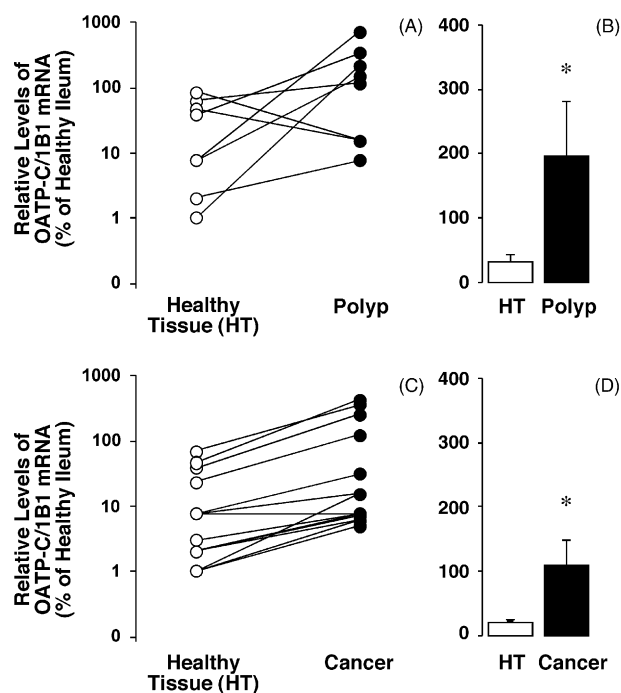 Relative Levels of
OATP-C/1B1 mRNA
(% of Healthy Ileum)
1000
100
10
1
0
(A)
Healthy
Tissue (HT)
Polyp
400
300
200
100
0
(B)
*
HT
Polyp
Relative Levels of
OATP-C/1B1 mRNA
(% of Healthy Ileum)
1000
100
10
1
0
(C)
Healthy
Tissue (HT)
Cancer
400
300
200
100
0
(D)
*
HT
Cancer